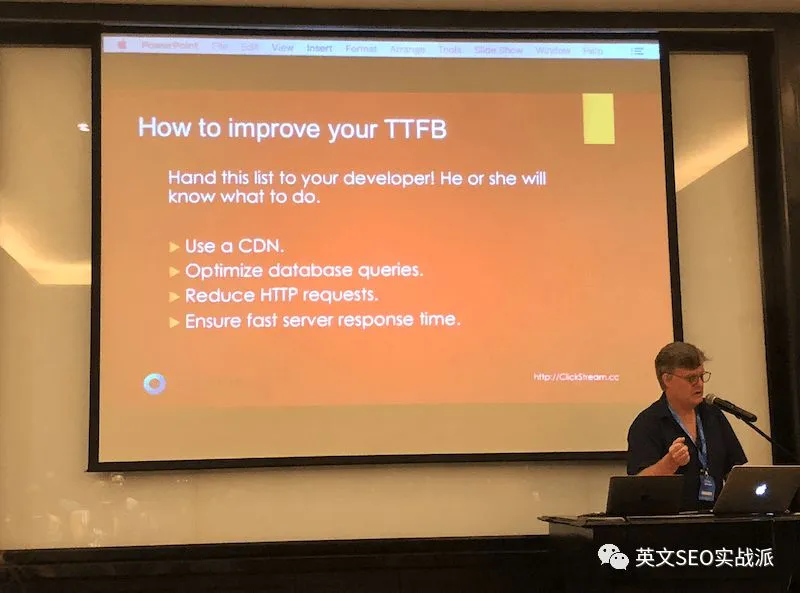 PowerPoint File Edit View Insert Format Arrange Tools Slide Show Window Help
How to improve your TTFB
Hand this list to your developer! He or she will
know what to do.
Use a CDN.
Optimize database queries.
Reduce HTTP requests.
Ensure fast server response time.
http://ClickStream.cc
英文SEO实战派